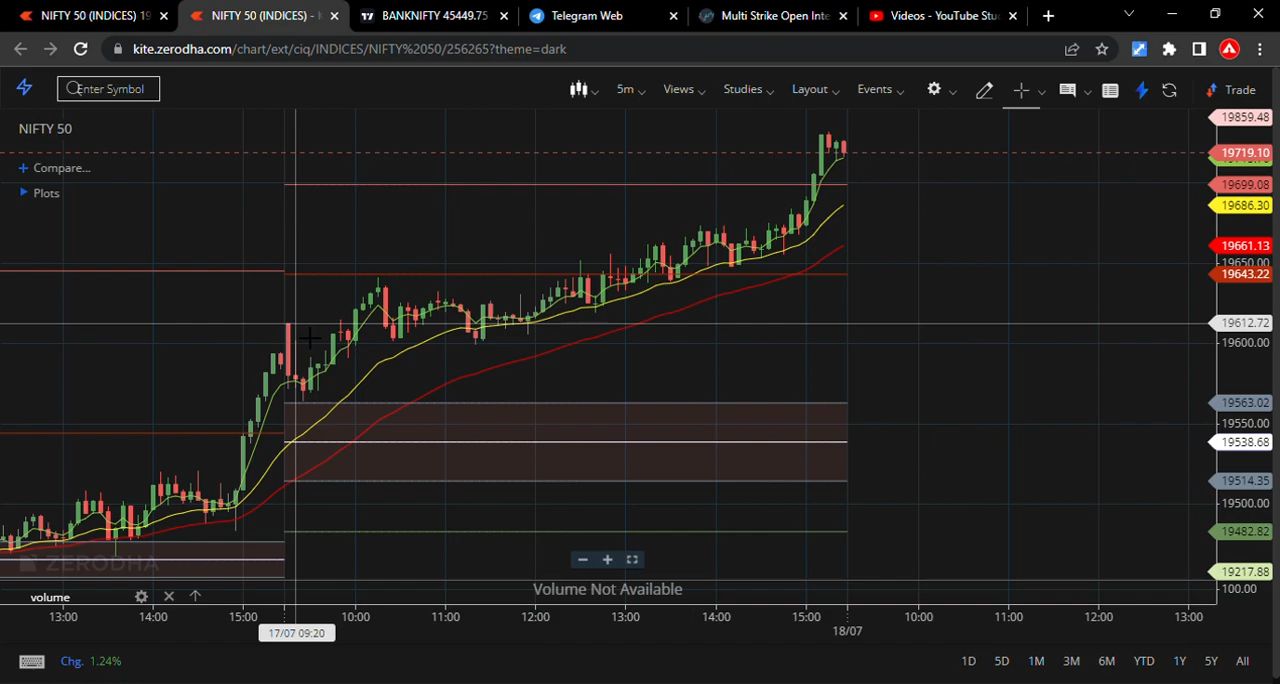 NIFTY 50 (INDICES) 19
NIFTY 50 (INDICES) -
BANKNIFTY 45449.75
Telegram Web
Multi Strike Open Inte
Videos - YouTube Stu
kite.zerodha.com/chart/ext/ciq/INDICES/NIFTY%2050/256265?theme=dark
Enter Symbol
5m
Views
Studies
Layout
Events
Trade
NIFTY 50
Compare...
Plots
19859.48
19719.10
19699.08
19686.30
19661.13
19650.00
19643.22
19612.72
19600.00
19563.02
19550.00
19538.68
19514.35
19500.00
19482.82
19217.88
100.00
ZERODHA
Volume Not Available
volume
13:00 14:00 15:00 10:00 11:00 12:00 13:00 14:00 15:00 10:00 11:00 12:00 13:00
17/07 09:20
18/07
Chg. 1.24%
1D 5D 1M 3M 6M YTD 1Y 5Y All